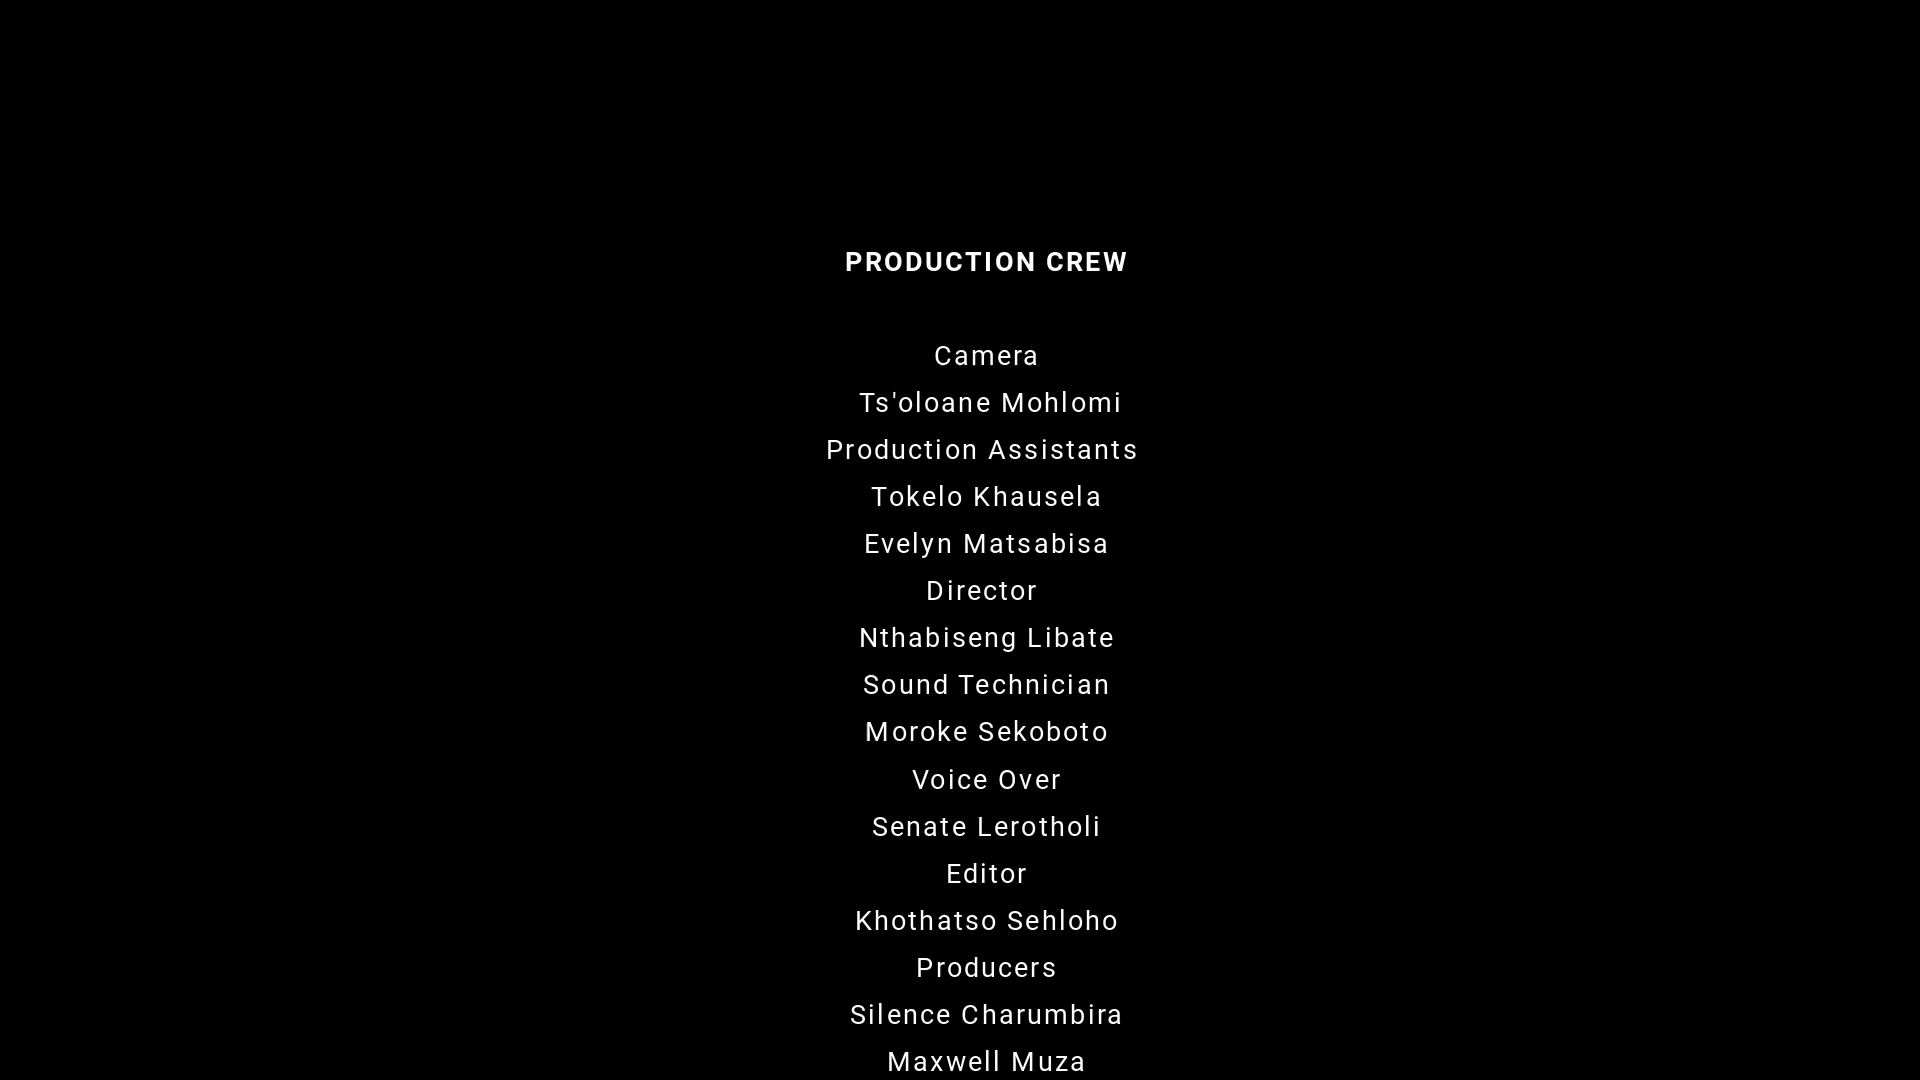 PRODUCTION CREW
Camera
Ts'oloane Mohlomi
Production Assistants
Tokelo Khausela
Evelyn Matsabisa
Director
Nthabiseng Libate
Sound Technician
Moroke Sekoboto
Voice Over
Senate Lerotholi
Editor
Khothatso Sehloho
Producers
Silence Charumbira
Maxwell Muza